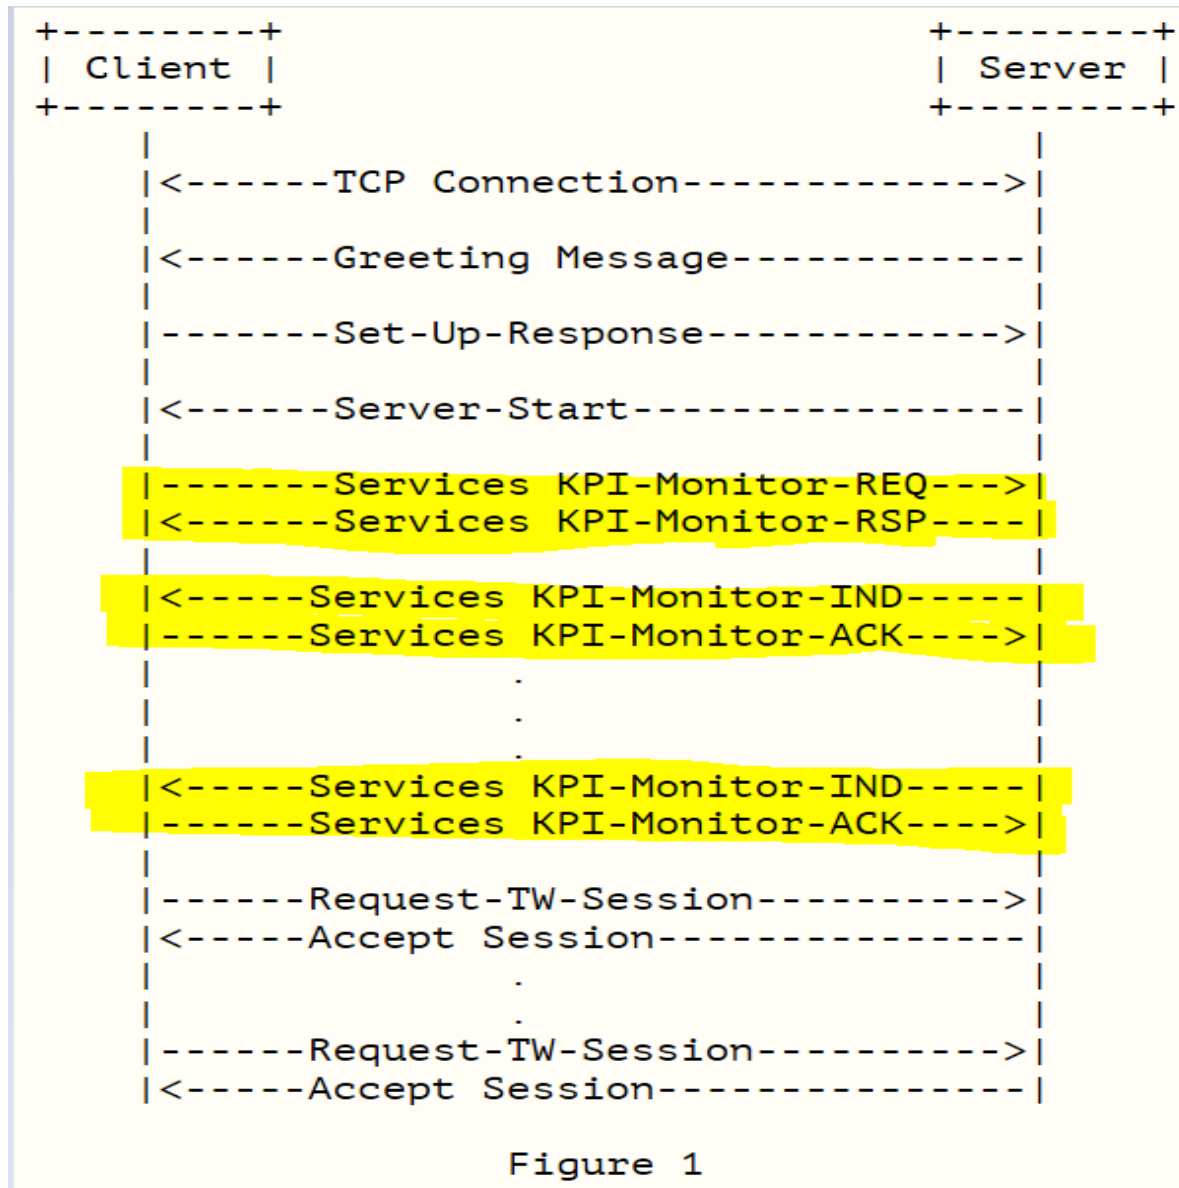 +--------+                          +--------+
| Client |                          | Server |
+--------+                          +--------+
    |                                   |
    |<------TCP Connection------------->|
    |                                   |
    |<------Greeting Message------------|
    |                                   |
    |-------Set-Up-Response------------>|
    |                                   |
    |<------Server-Start----------------|
    |                                   |
    |-------Services KPI-Monitor-REQ--->|
    |<------Services KPI-Monitor-RSP----|
    |                                   |
    |<-----Services KPI-Monitor-IND-----|
    |------Services KPI-Monitor-ACK---->|
    |              .                    |
    |              .                    |
    |              .                    |
    |<-----Services KPI-Monitor-IND-----|
    |------Services KPI-Monitor-ACK---->|
    |                                   |
    |------Request-TW-Session---------->|
    |<-----Accept Session---------------|
    |              .                    |
    |              .                    |
    |------Request-TW-Session---------->|
    |<-----Accept Session---------------|

Figure 1